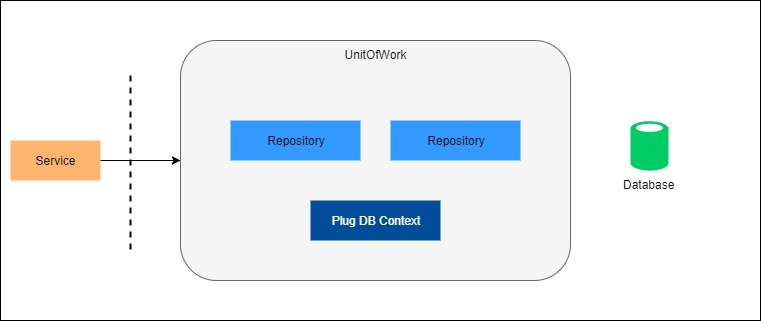 UnitOfWork
Repository
Repository
Service
Database
Plug DB Context